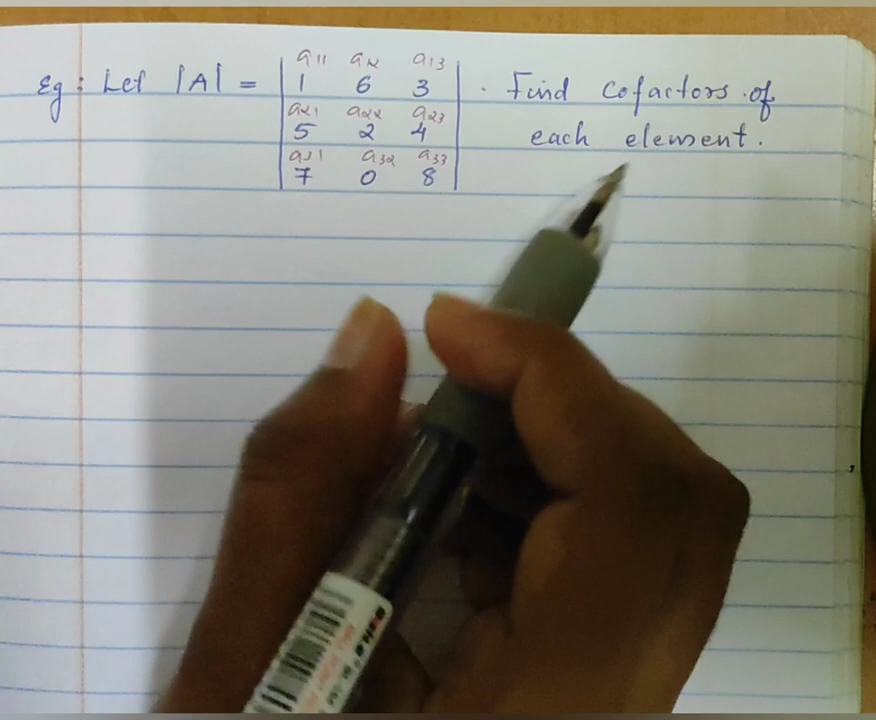 a11 a12 a13
Eg: Let |A| = | 1 6 3 | . Find cofactors of
a21 a22 a23
5 2 4 each element.
a31 a32 a33
7 0 8